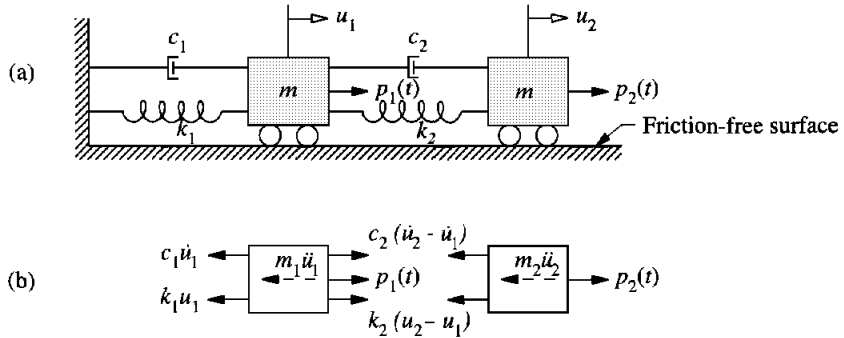 u₁ u₂
c₁ c₂
(a) m p₁(t) m p₂(t)
k₁ k₂
Friction-free surface
c₂ (u̇₂ - u̇₁)
c₁u̇₁ m₁ü₁ m₂ü₂
(b) p₁(t) p₂(t)
k₁u₁
k₂ (u₂ – u₁)